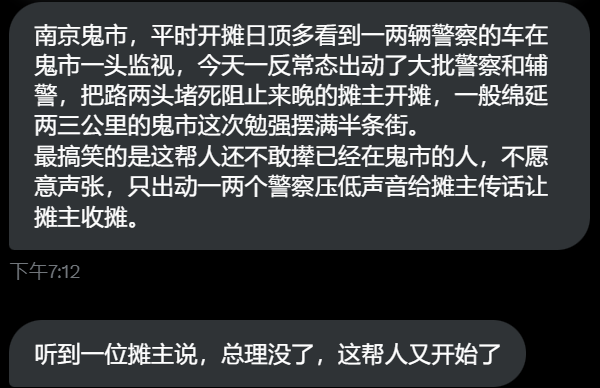 南京鬼市，平时开摊日顶多看到一两辆警察的车在
鬼市一头监视，今天一反常态出动了大批警察和辅
警，把路两头堵死阻止来晚的摊主开摊，一般绵延
两三公里的鬼市这次勉强摆满半条街。
最搞笑的是这帮人还不敢撵已经在鬼市的人，不愿
意声张，只出动一两个警察压低声音给摊主传话让
摊主收摊。
下午7:12
听到一位摊主说，总理没了，这帮人又开始了